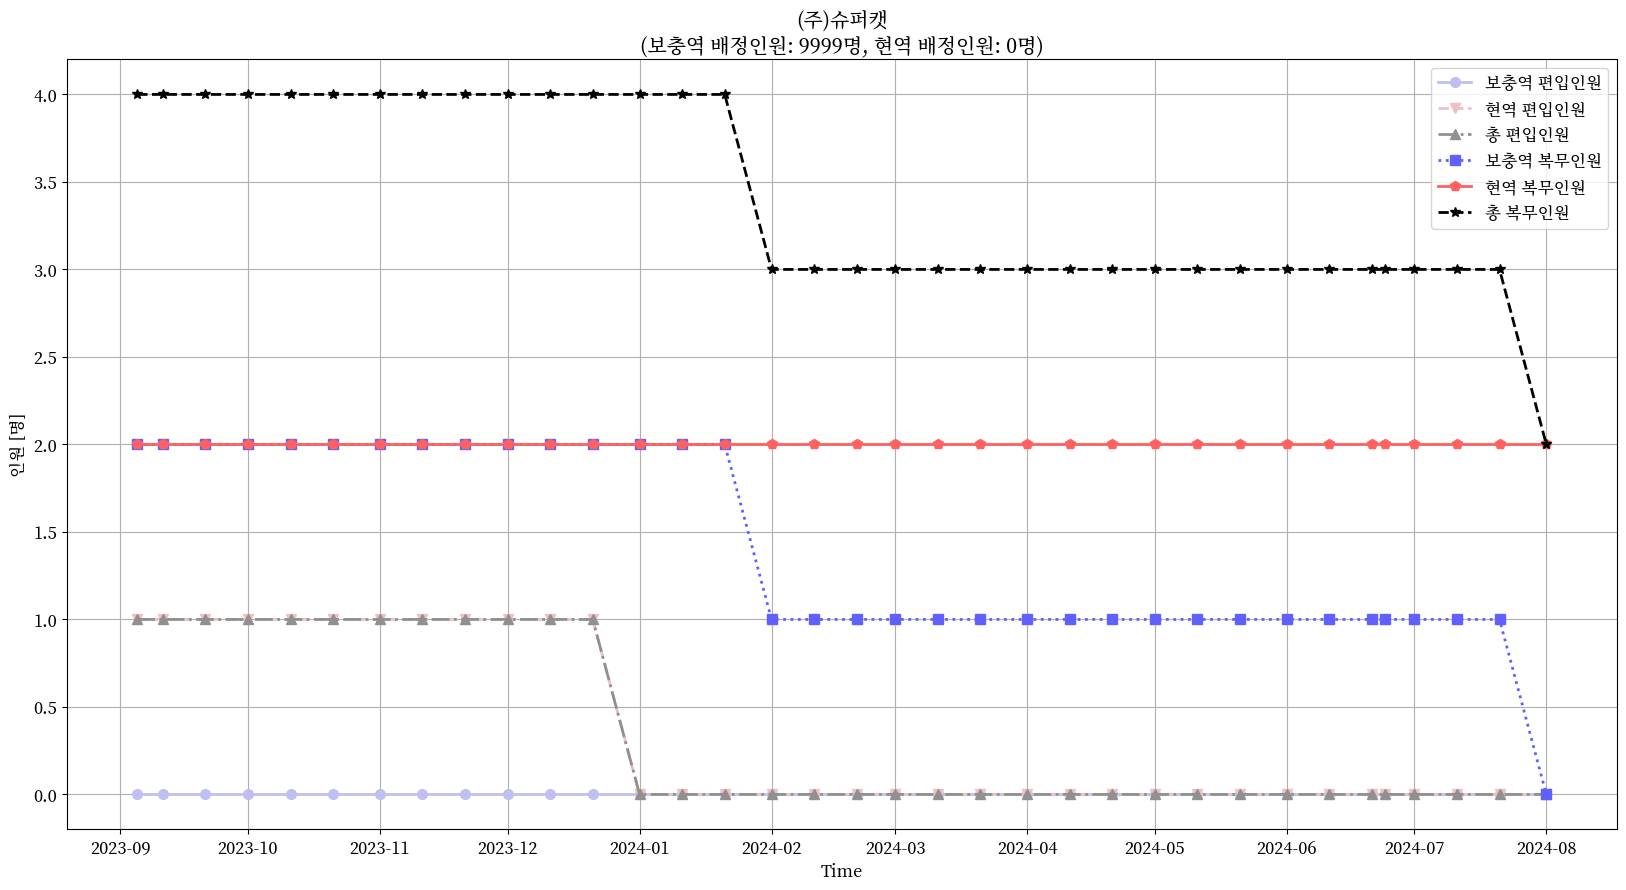 (주)슈퍼캣
(보충역 배정인원: 9999명, 현역 배정인원: 0명)
보충역 편입인원
현역 편입인원
총 편입인원
보충역 복무인원
현역 복무인원
총 복무인원
인원 [명]
4.0
3.5
3.0
2.5
2.0
1.5
1.0
0.5
0.0
2023-09 2023-10 2023-11 2023-12 2024-01 2024-02 2024-03 2024-04 2024-05 2024-06 2024-07 2024-08
Time